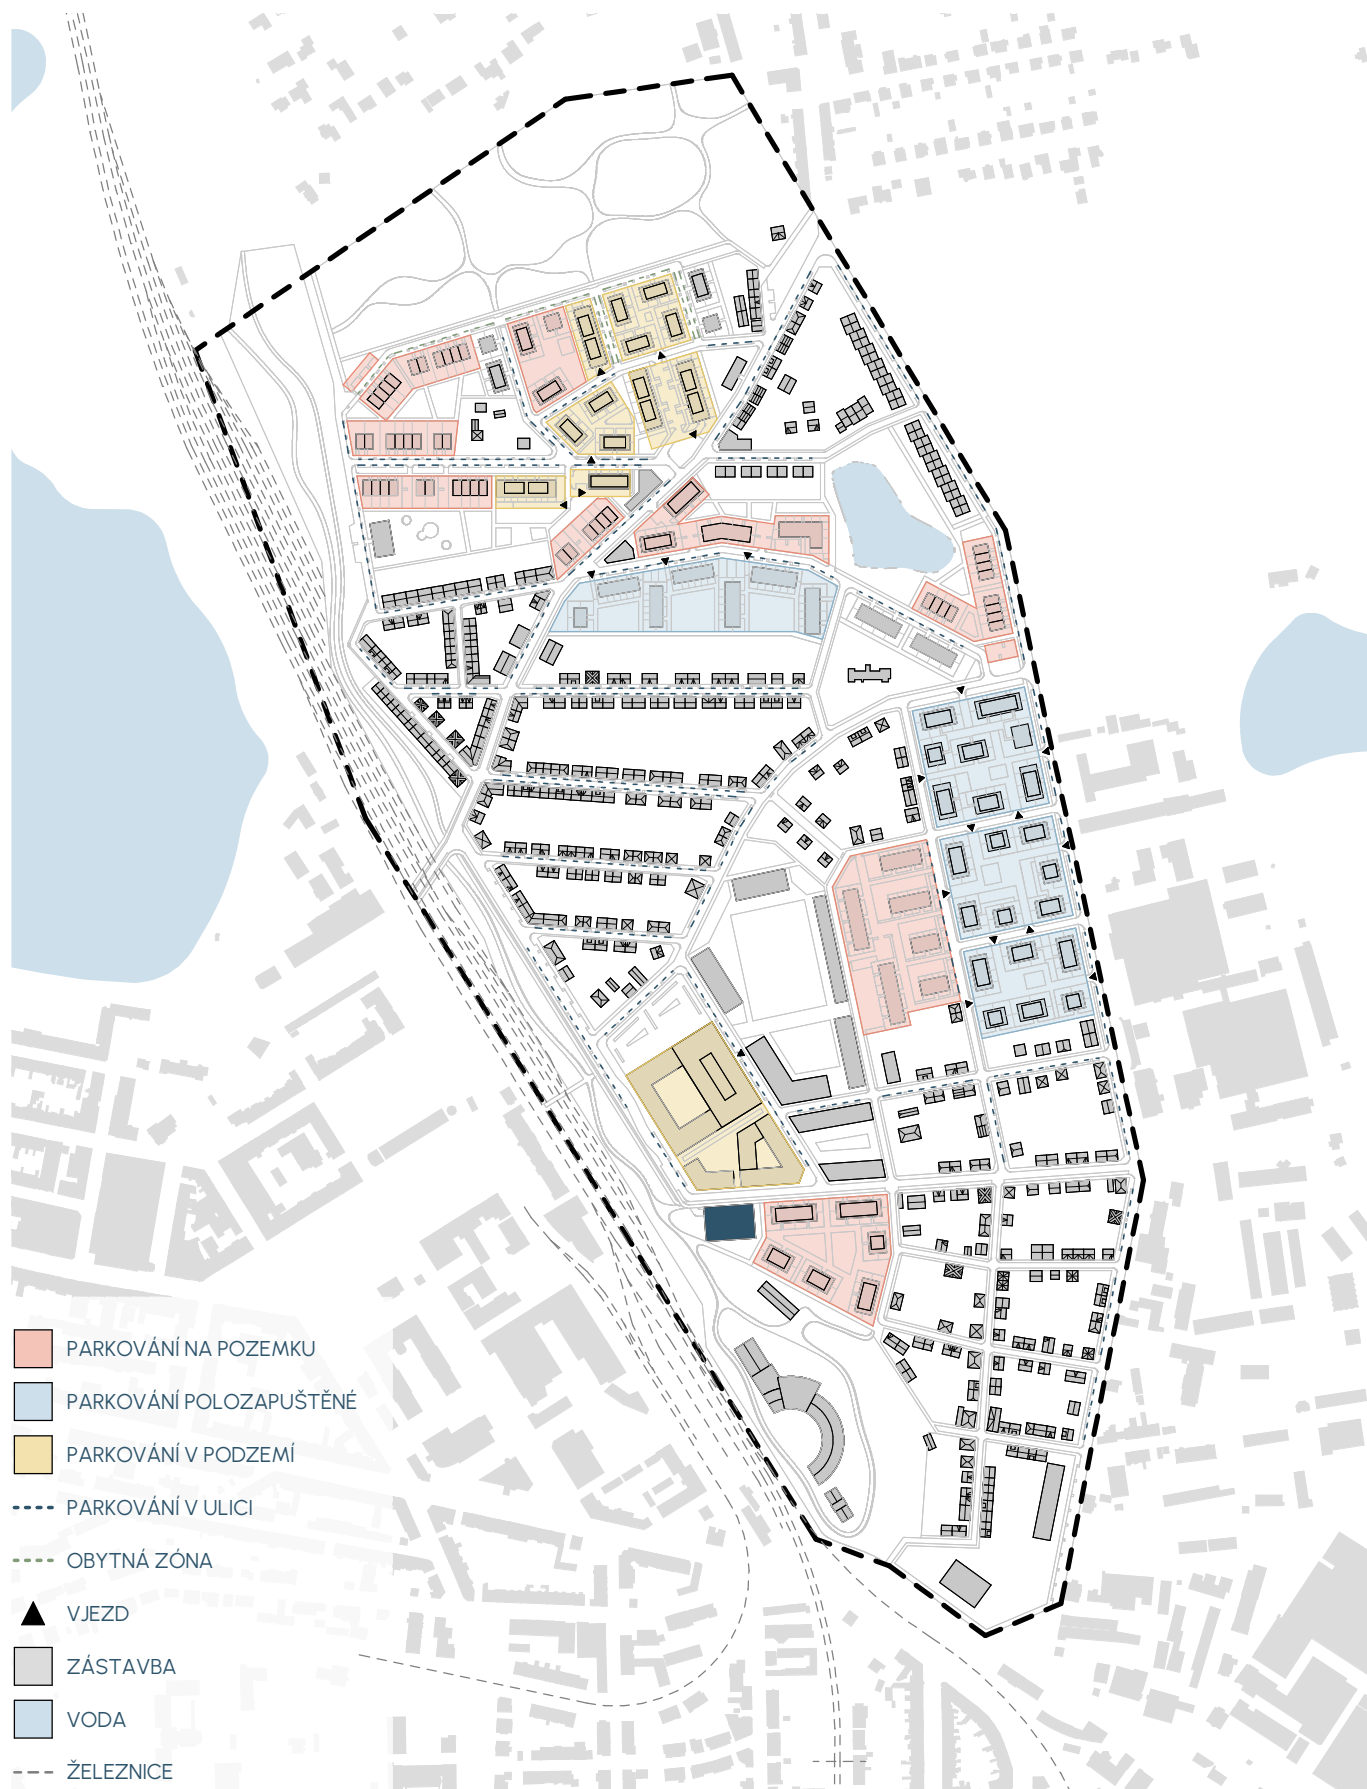 PARKOVÁNÍ NA POZEMKU
PARKOVÁNÍ POLOZAPUŠTĚNÉ
PARKOVÁNÍ V PODZEMÍ
PARKOVÁNÍ V ULICI
OBYTNÁ ZÓNA
VJEZD
ZÁSTAVBA
VODA
ŽELEZNICE